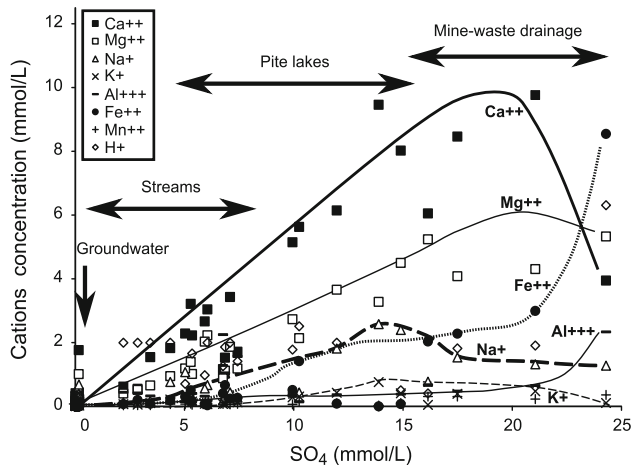 12
10
8
6
4
2
0
Cations concentration (mmol/L)
Ca++
Mg++
Na+
K+
Al+++
Fe++
Mn++
H+
Mine-waste drainage
Pite lakes
Streams
Groundwater
Ca++
Mg++
Fe++
Al+++
Na+
K+
0 5 10 15 20 25
SO4 (mmol/L)